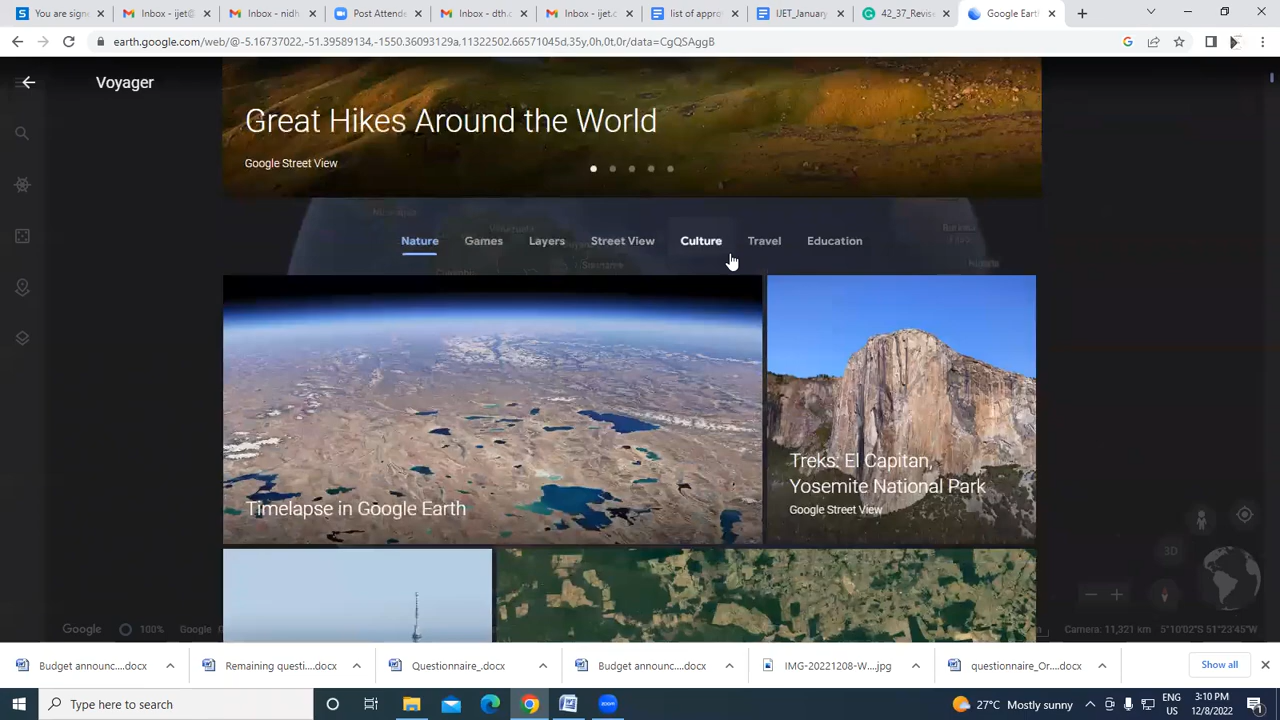 You are signe
Inbox - ijet@
Inbox - nidh
Post Attende
Inbox - dth.c
Inbox - ijet.c
list of appro
IJET_January
42_37_Revise
Google Eart
earth.google.com/web/@-5.16737022,-51.39589134,-1550.36093129a,11322502.66571045d,35y,0h,0t,0r/data=CgQSAggB
Voyager
Great Hikes Around the World
Google Street View
Nature
Games
Layers
Street View
Culture
Travel
Education
Timelapse in Google Earth
Treks: El Capitan,
Yosemite National Park
Google Street View
3D
Google
100%
Camera: 11,321 km
5°10'02"S 51°23'45"W
Budget announc....docx
Remaining questi....docx
Questionnaire_.docx
Budget announc....docx
IMG-20221208-W....jpg
questionnaire_Or....docx
Show all
Type here to search
27°C Mostly sunny
ENG
US
3:10 PM
12/8/2022